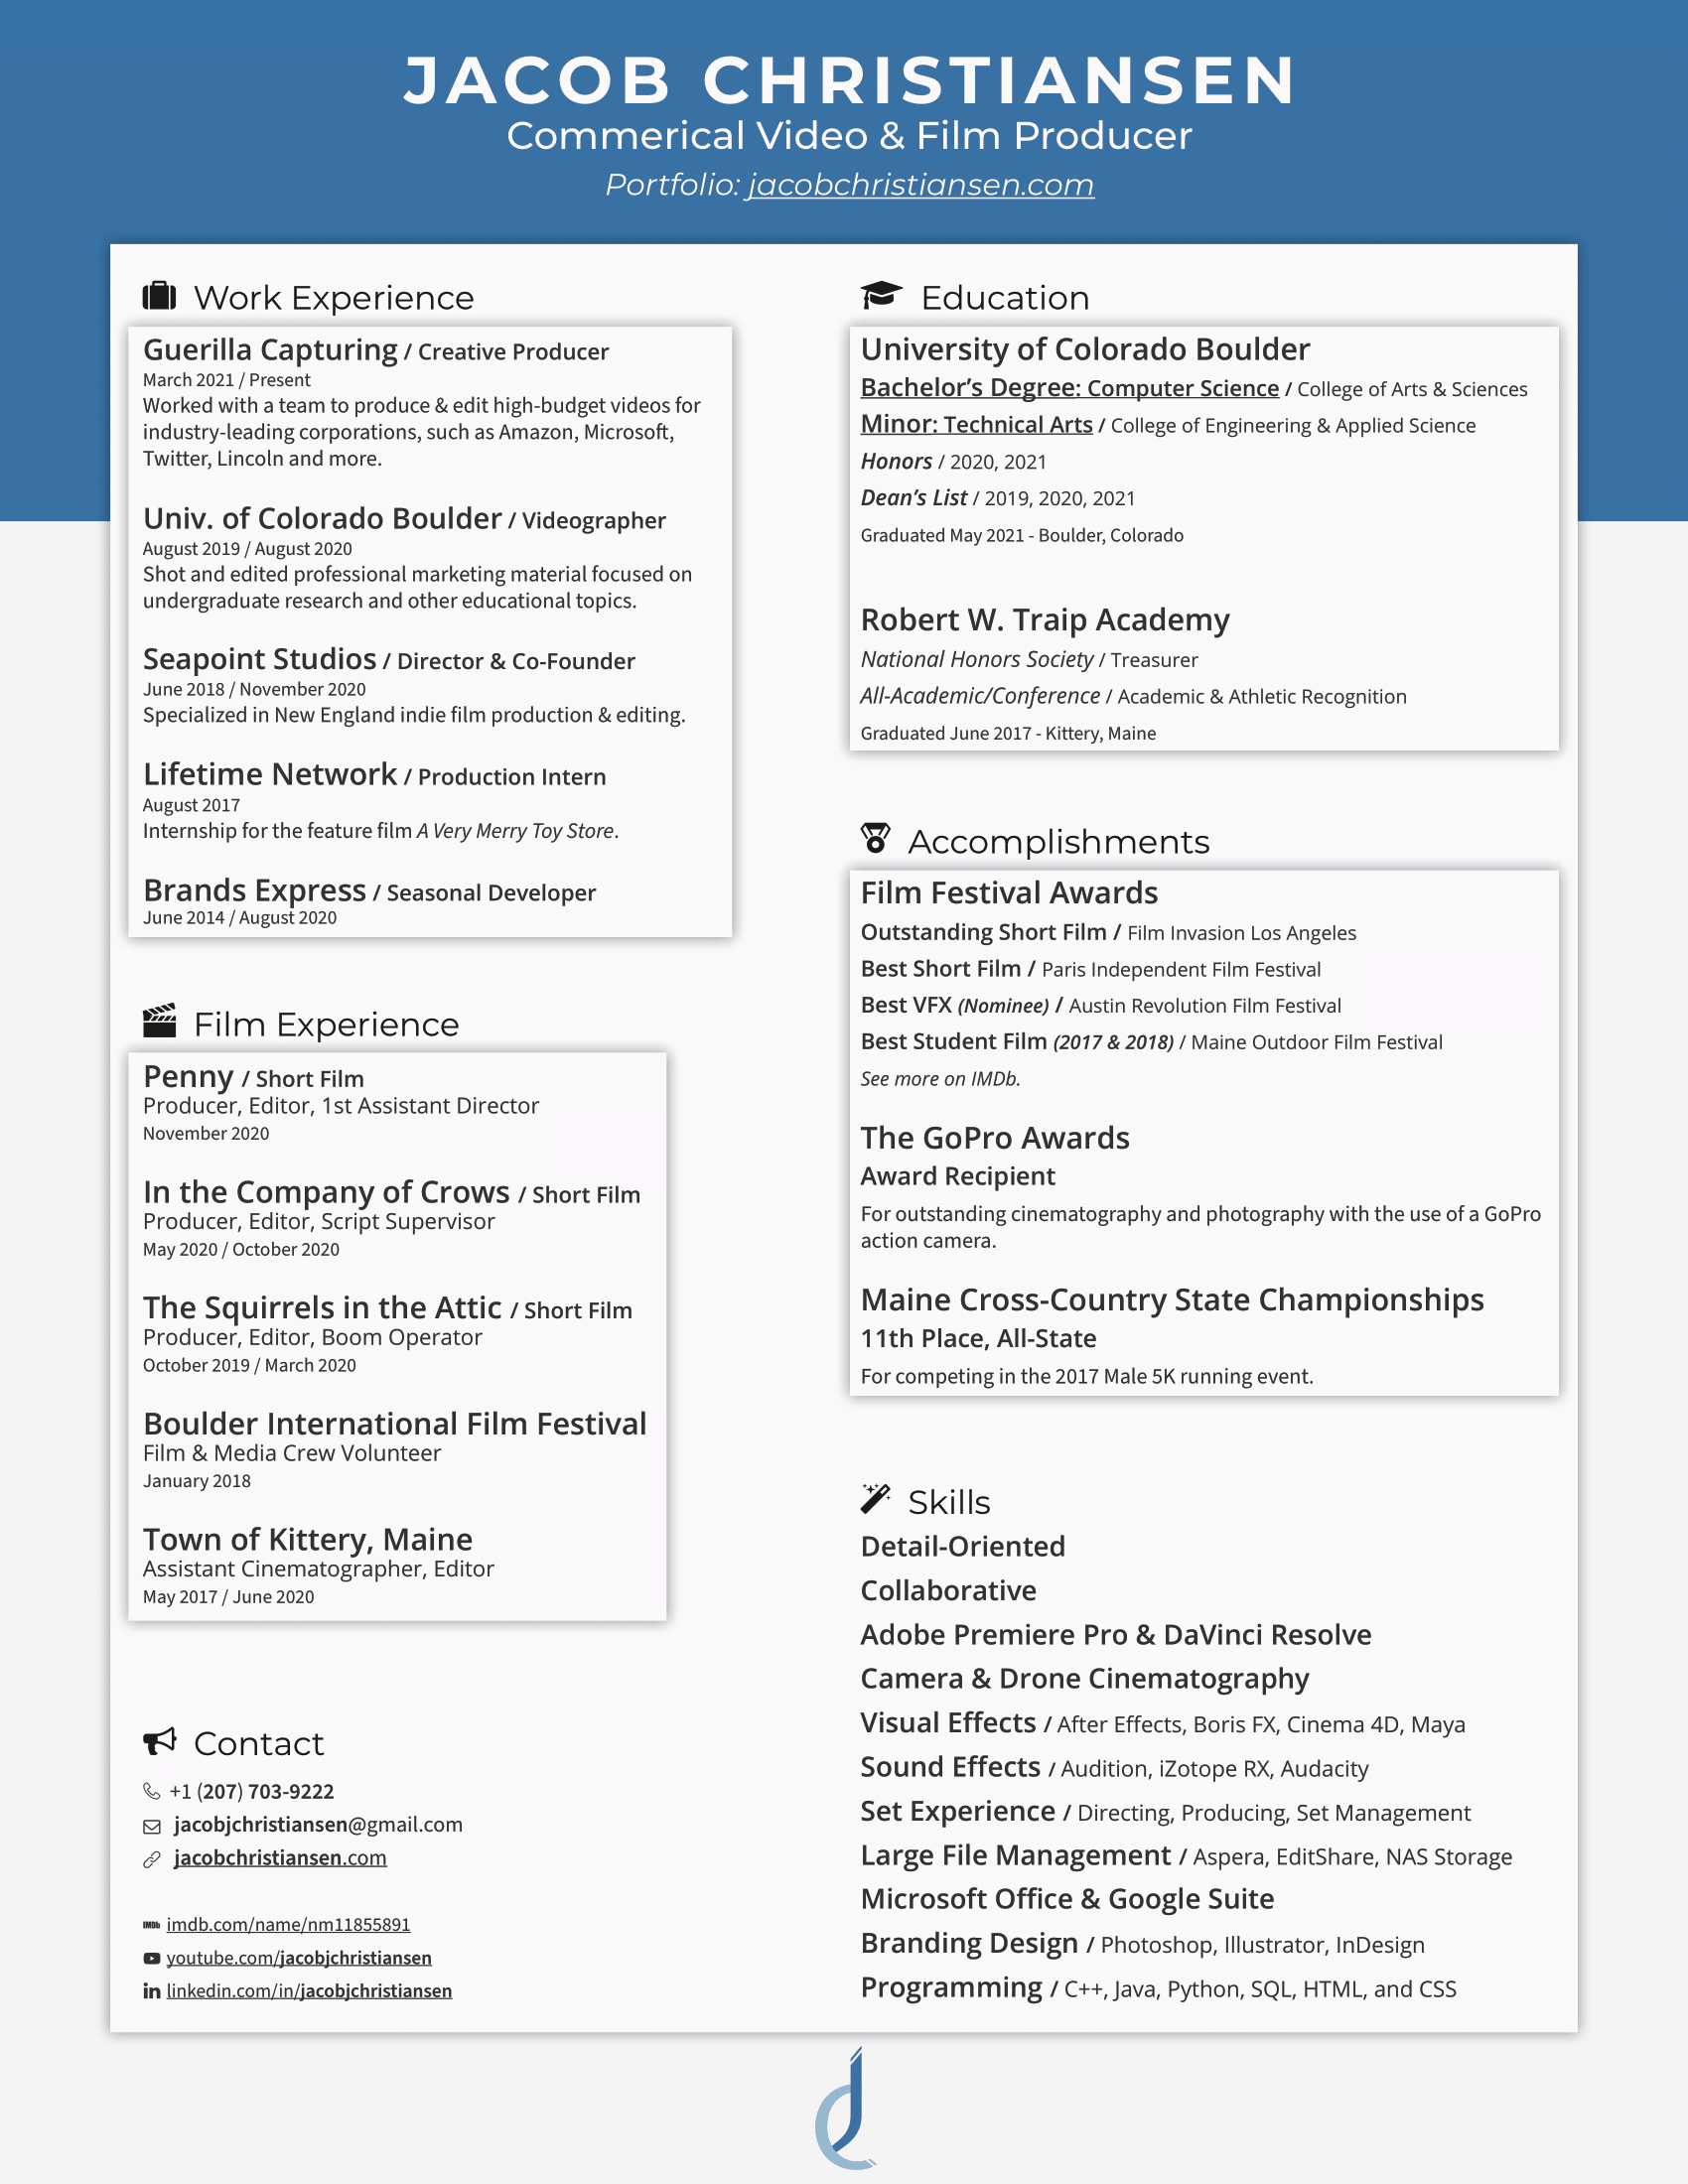 JACOB CHRISTIANSEN
Commerical Video & Film Producer
Portfolio: jacobchristiansen.com
Work Experience
Guerilla Capturing / Creative Producer
March 2021 / Present
Worked with a team to produce & edit high-budget videos for
industry-leading corporations, such as Amazon, Microsoft,
Twitter, Lincoln and more.
Univ. of Colorado Boulder / Videographer
August 2019 / August 2020
Shot and edited professional marketing material focused on
undergraduate research and other educational topics.
Seapoint Studios / Director & Co-Founder
June 2018 / November 2020
Specialized in New England indie film production & editing.
Lifetime Network / Production Intern
August 2017
Internship for the feature film A Very Merry Toy Store.
Brands Express / Seasonal Developer
June 2014 / August 2020
Film Experience
Penny / Short Film
Producer, Editor, 1st Assistant Director
November 2020
In the Company of Crows / Short Film
Producer, Editor, Script Supervisor
May 2020 / October 2020
The Squirrels in the Attic / Short Film
Producer, Editor, Boom Operator
October 2019 / March 2020
Boulder International Film Festival
Film & Media Crew Volunteer
January 2018
Town of Kittery, Maine
Assistant Cinematographer, Editor
May 2017 / June 2020
Contact
+1 (207) 703-9222
jacobjchristiansen@gmail.com
jacobchristiansen.com
IMDb imdb.com/name/nm11855891
youtube.com/jacobjchristiansen
in linkedin.com/in/jacobjchristiansen
Education
University of Colorado Boulder
Bachelor's Degree: Computer Science / College of Arts & Sciences
Minor: Technical Arts / College of Engineering & Applied Science
Honors / 2020, 2021
Dean's List / 2019, 2020, 2021
Graduated May 2021 - Boulder, Colorado
Robert W. Traip Academy
National Honors Society / Treasurer
All-Academic/Conference / Academic & Athletic Recognition
Graduated June 2017 - Kittery, Maine
Accomplishments
Film Festival Awards
Outstanding Short Film / Film Invasion Los Angeles
Best Short Film / Paris Independent Film Festival
Best VFX (Nominee) / Austin Revolution Film Festival
Best Student Film (2017 & 2018) / Maine Outdoor Film Festival
See more on IMDb.
The GoPro Awards
Award Recipient
For outstanding cinematography and photography with the use of a GoPro
action camera.
Maine Cross-Country State Championships
11th Place, All-State
For competing in the 2017 Male 5K running event.
Skills
Detail-Oriented
Collaborative
Adobe Premiere Pro & DaVinci Resolve
Camera & Drone Cinematography
Visual Effects / After Effects, Boris FX, Cinema 4D, Maya
Sound Effects / Audition, iZotope RX, Audacity
Set Experience / Directing, Producing, Set Management
Large File Management / Aspera, EditShare, NAS Storage
Microsoft Office & Google Suite
Branding Design / Photoshop, Illustrator, InDesign
Programming / C++, Java, Python, SQL, HTML, and CSS